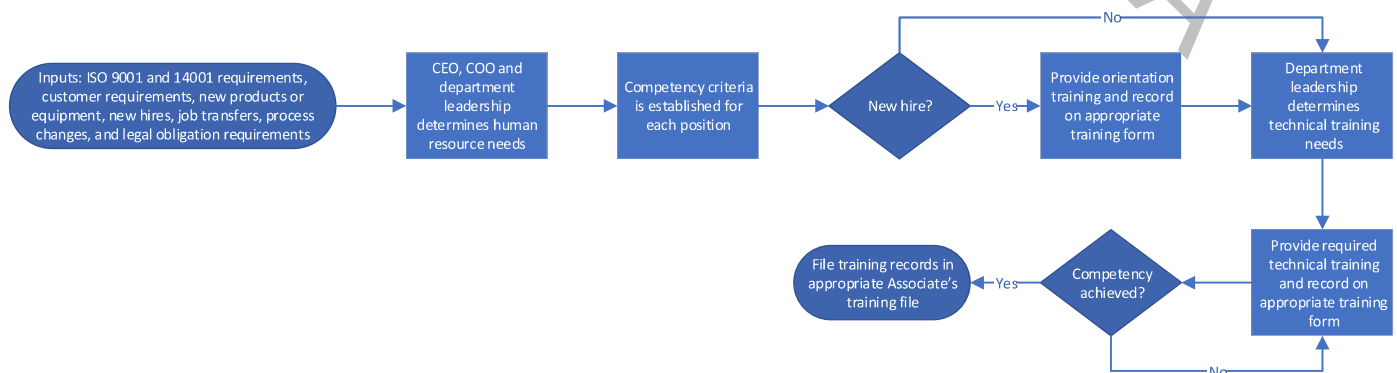 No
Inputs: ISO 9001 and 14001 requirements,
customer requirements, new products or
equipment, new hires, job transfers, process
changes, and legal obligation requirements
CEO, COO and
department
leadership
determines human
resource needs
Competency criteria
is established for
each position
New hire?
Yes
Provide orientation
training and record
on appropriate
training form
Department
leadership
determines
technical training
needs
File training records in
appropriate Associate's
training file
Yes
Competency
achieved?
Provide required
technical training
and record on
appropriate training
form
No